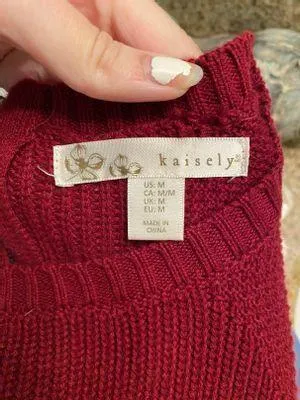 kaisely
US: M
CA: M/M
UK: M
EU: M
MADE IN
CHINA